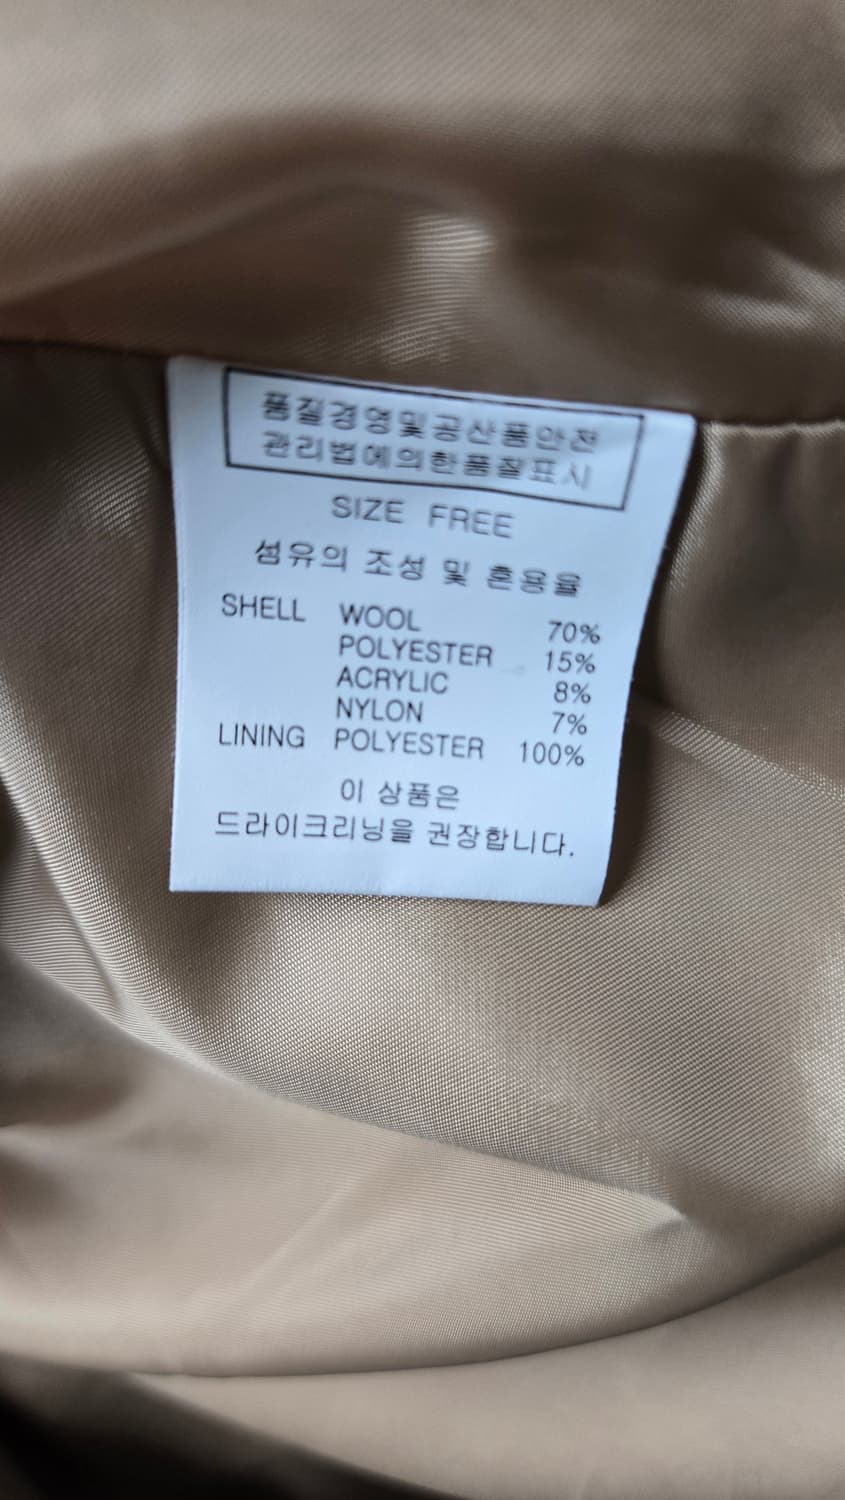 품질경영및공산품안전
관리법에의한품질표시
SIZE FREE
섬유의 조성 및 혼용율
SHELL WOOL 70%
POLYESTER 15%
ACRYLIC 8%
NYLON 7%
LINING POLYESTER 100%
이 상품은
드라이크리닝을 권장합니다.